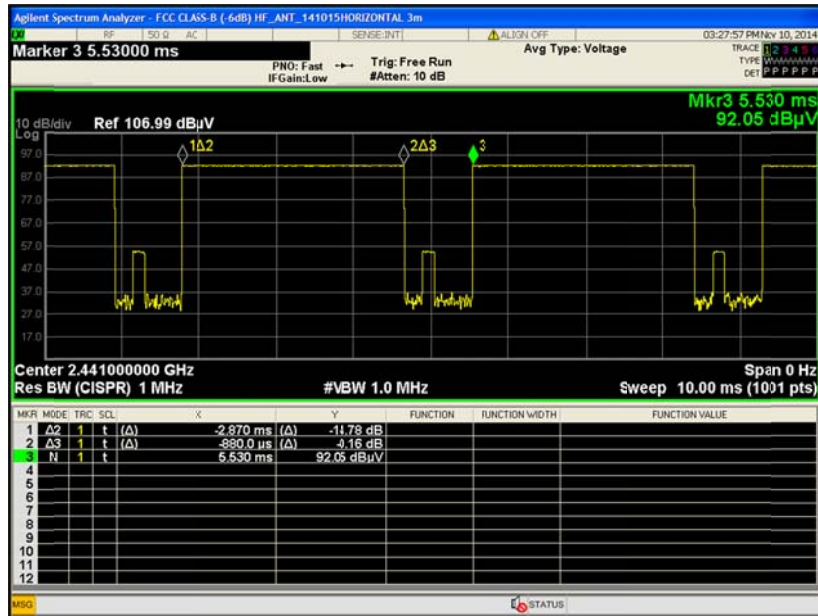 Agilent Spectrum Analyzer - FCC CLASS-B (-6dB) HF_ANT_141015HORIZONTAL 3m
RF 50 Ω AC SENSE:INT ALIGN OFF 03:27:57 PM Nov 10, 2014
Marker 3 5.53000 ms
PNO: Fast
IFGain:Low
Trig: Free Run
#Atten: 10 dB
Avg Type: Voltage
TRACE 1 2 3 4 5 6
TYPE
DET P P P P P P
Mkr3 5.530 ms
92.05 dBµV
10 dB/div Ref 106.99 dBµV
Log
1Δ2
2Δ3
3
97.0
87.0
77.0
67.0
57.0
47.0
37.0
27.0
17.0
Center 2.441000000 GHz Span 0 Hz
Res BW (CISPR) 1 MHz #VBW 1.0 MHz Sweep 10.00 ms (1001 pts)
MKR MODE TRC SCL X Y FUNCTION FUNCTION WIDTH FUNCTION VALUE
1 Δ2 1 t (Δ) -2.870 ms (Δ) dB
2 Δ3 1 t (Δ) -880.0 µs (Δ) -0.16 dB
3 N 1 t 5.530 ms 92.05 dBµV
4
5
6
7
8
9
10
11
12
MSG STATUS